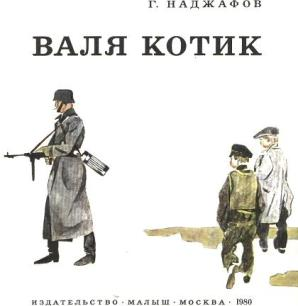 Г. НАДЖАФОВ
ВАЛЯ КОТИК
ИЗДАТЕЛЬСТВО · МАЛЫШ · МОСКВА · 1980